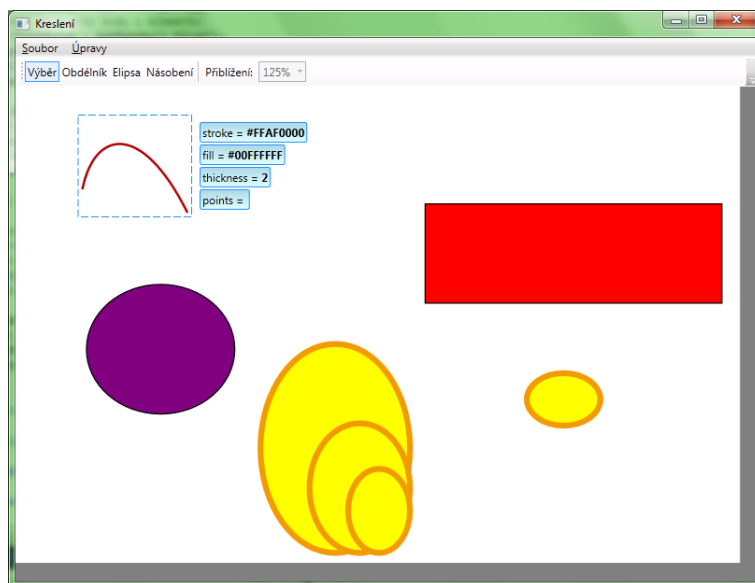 Kreslení
Soubor Úpravy
Výběr Obdélník Elipsa Násobení Přiblížení: 125%
stroke = #FFAF0000
fill = #00FFFFFF
thickness = 2
points =